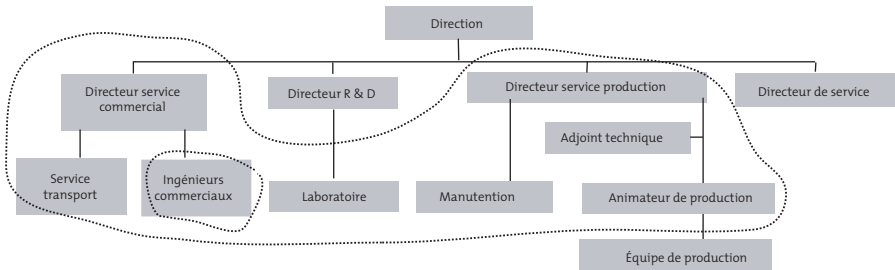 Direction
Directeur service
commercial
Directeur R & D
Directeur service production
Directeur de service
Adjoint technique
Service
transport
Ingénieurs
commerciaux
Laboratoire
Manutention
Animateur de production
Équipe de production